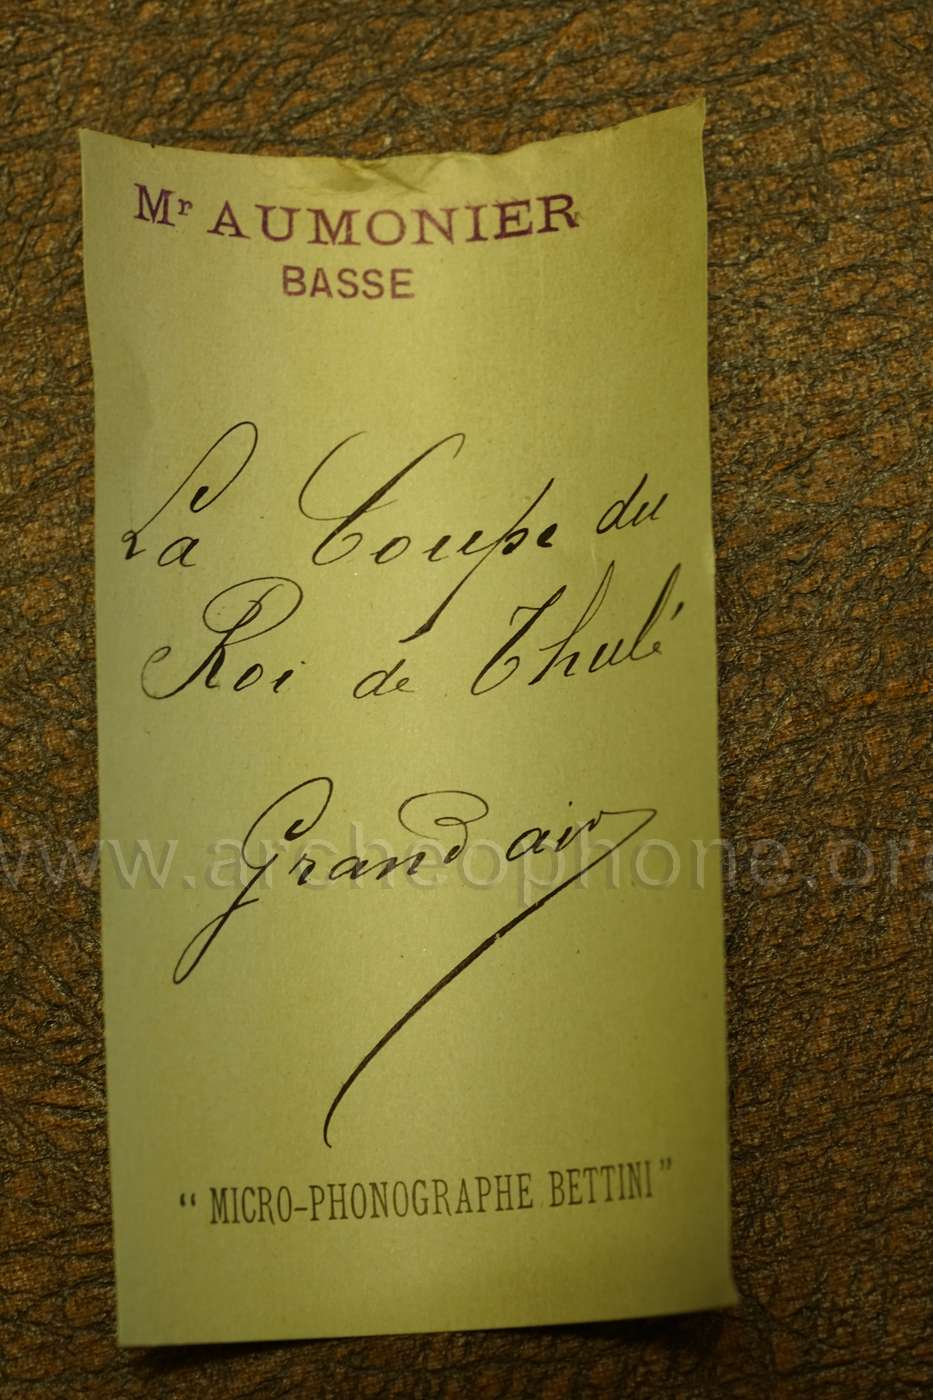 Mr AUMONIER
BASSE
La Coupe du
Roi de Thulé
Grand air
www.archeophone.org
"MICRO-PHONOGRAPHE BETTINI"